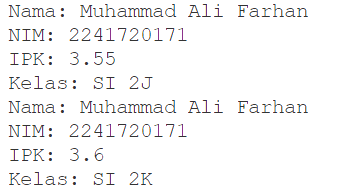 Nama: Muhammad Ali Farhan
NIM: 2241720171
IPK: 3.55
Kelas: SI 2J
Nama: Muhammad Ali Farhan
NIM: 2241720171
IPK: 3.6
Kelas: SI 2K